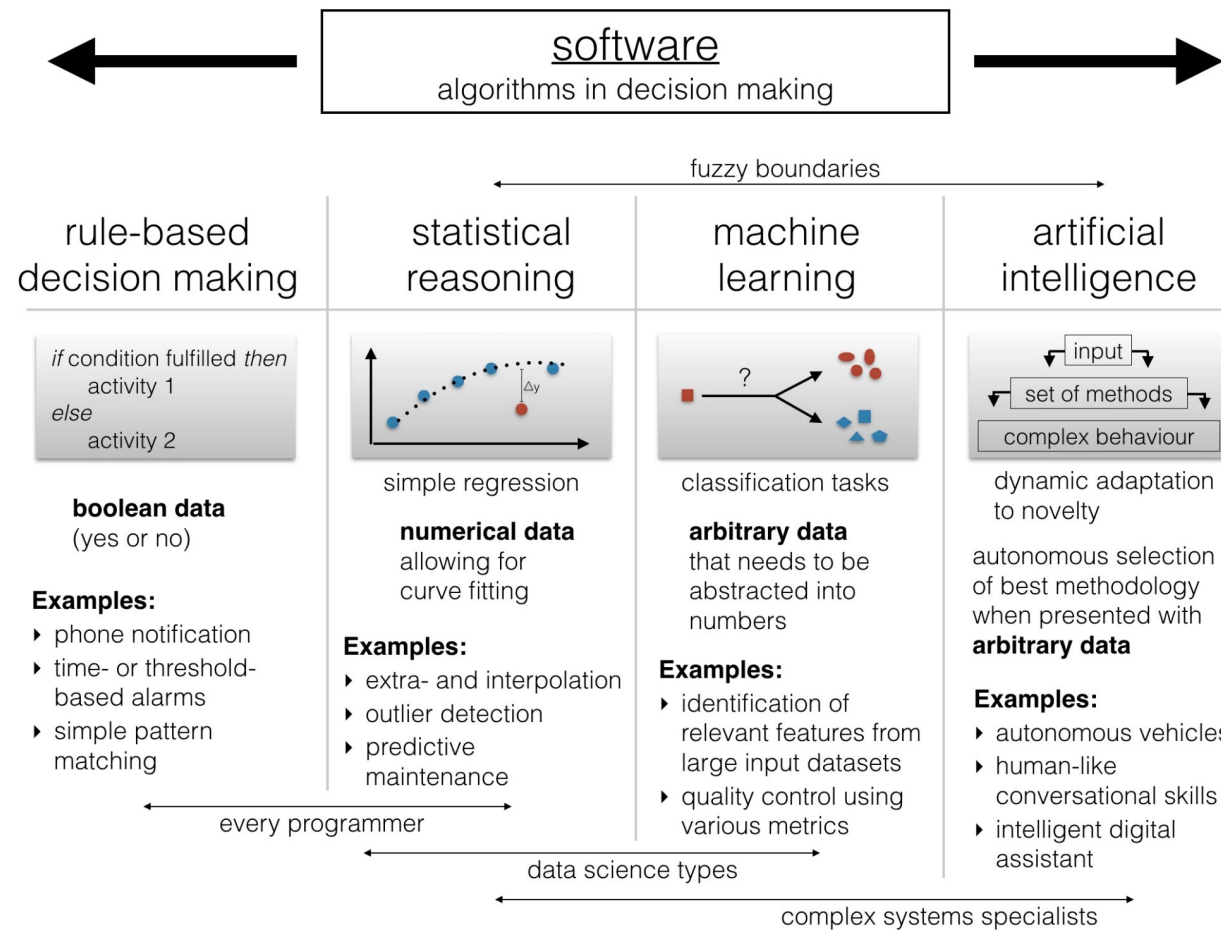 software
algorithms in decision making
fuzzy boundaries
rule-based
decision making
if condition fulfilled then
activity 1
else
activity 2
boolean data
(yes or no)
Examples:
‣ phone notification
‣ time- or threshold-
based alarms
‣ simple pattern
matching
statistical
reasoning
Δy
simple regression
numerical data
allowing for
curve fitting
Examples:
‣ extra- and interpolation
‣ outlier detection
‣ predictive
maintenance
machine
learning
?
classification tasks
arbitrary data
that needs to be
abstracted into
numbers
Examples:
‣ identification of
relevant features from
large input datasets
‣ quality control using
various metrics
artificial
intelligence
input
set of methods
complex behaviour
dynamic adaptation
to novelty
autonomous selection
of best methodology
when presented with
arbitrary data
Examples:
‣ autonomous vehicles
‣ human-like
conversational skills
‣ intelligent digital
assistant
every programmer
data science types
complex systems specialists